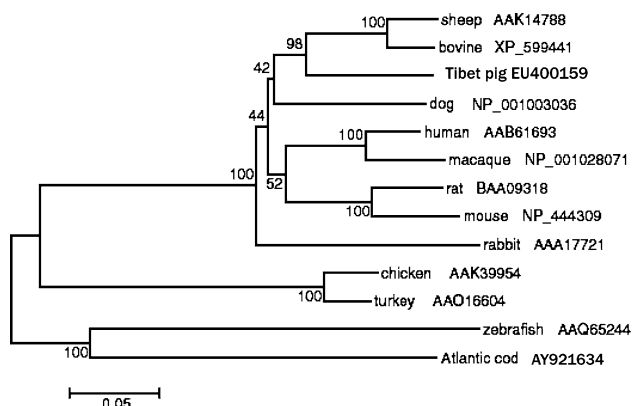 100
sheep AAK14788
98
bovine XP_599441
42
Tibet pig EU400159
dog NP_001003036
44
100
human AAB61693
macaque NP_001028071
100
52
rat BAA09318
100
mouse NP_444309
rabbit AAA17721
chicken AAK39954
100
turkey AAO16604
zebrafish AAQ65244
100
Atlantic cod AY921634
0.05